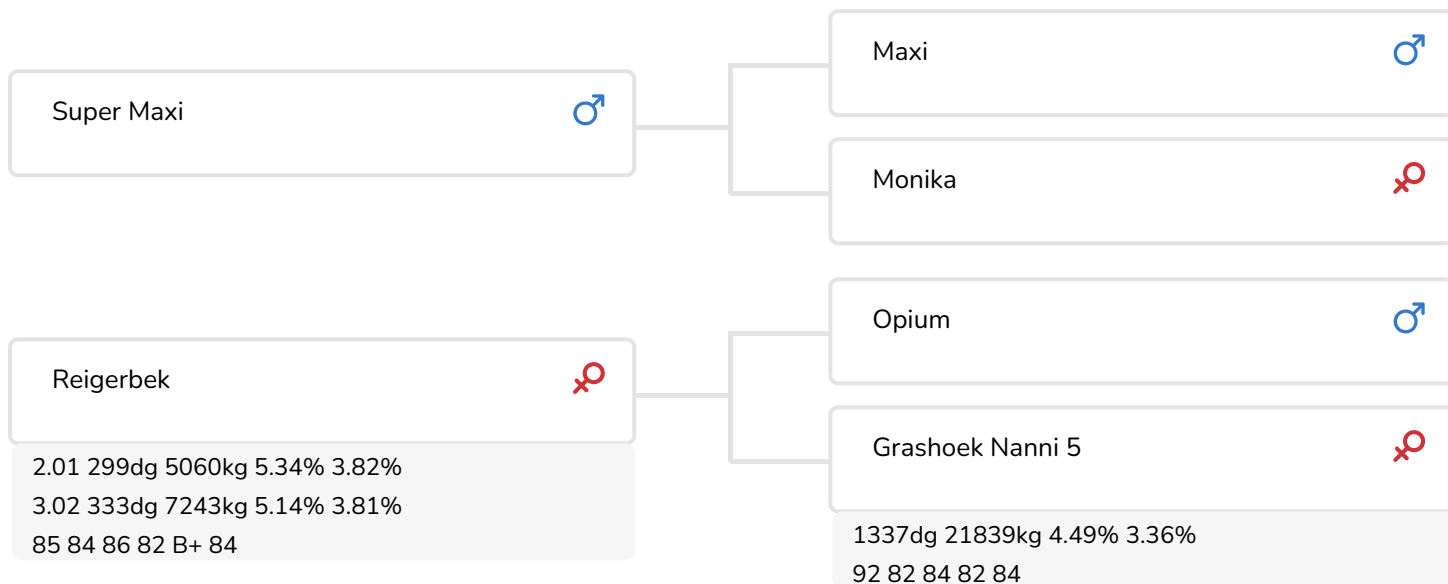 Super Maxi
Maxi
Monika
Reigerbek
2.01 299dg 5060kg 5.34% 3.82%
3.02 333dg 7243kg 5.14% 3.81%
85 84 86 82 B+ 84
Opium
Grashoek Nanni 5
1337dg 21839kg 4.49% 3.36%
92 82 84 82 84